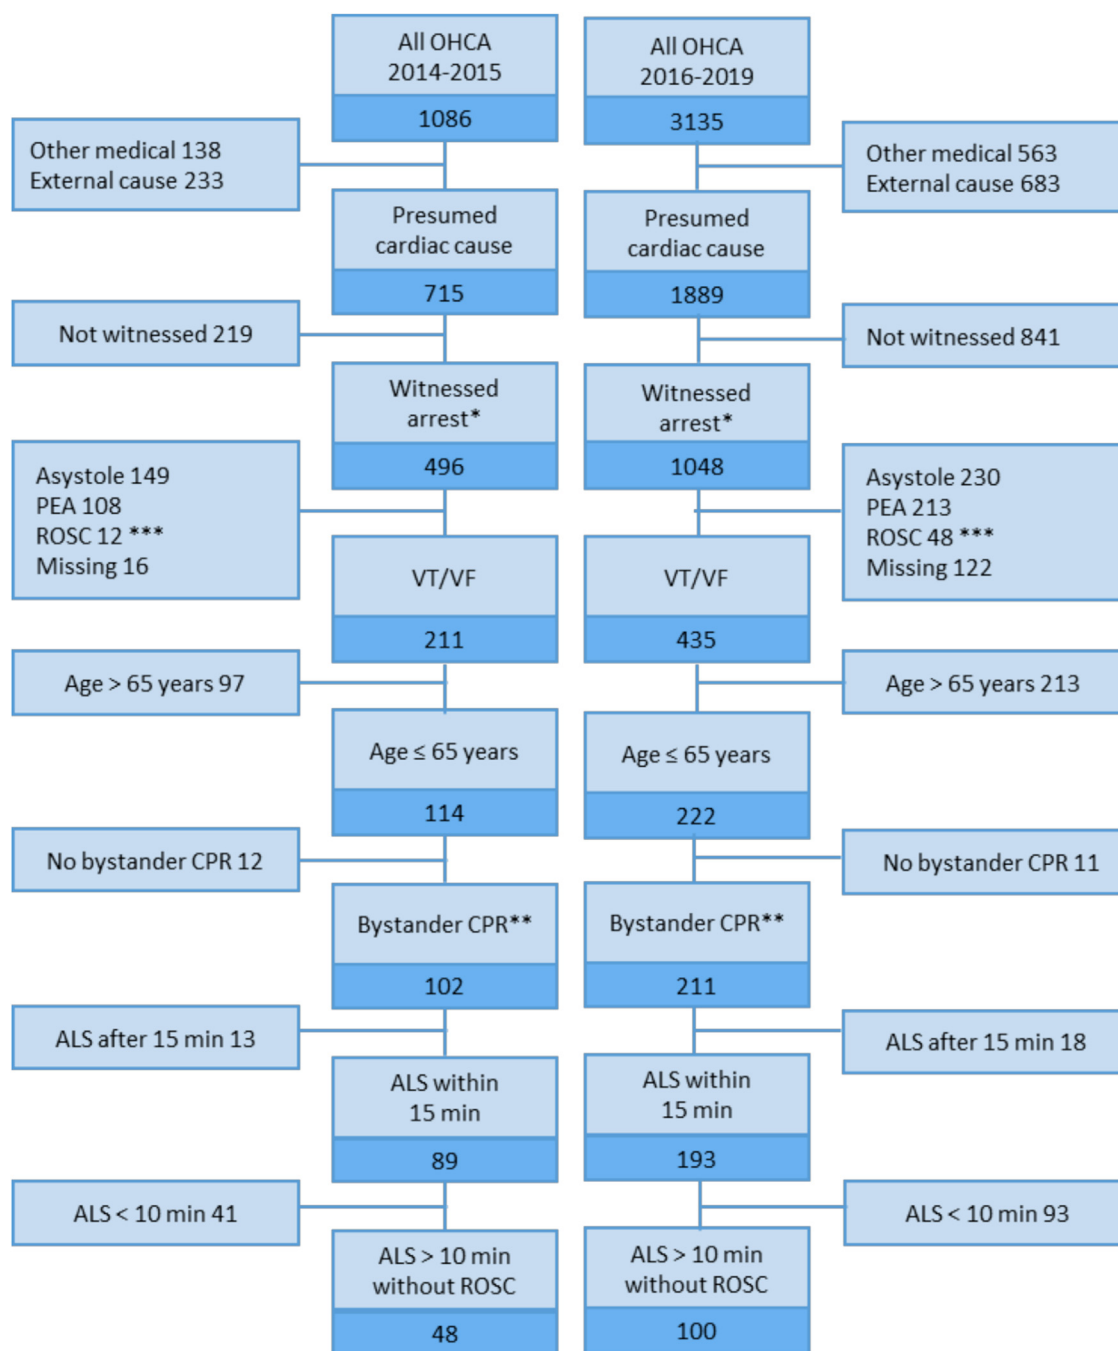 All OHCA
2014-2015
1086
All OHCA
2016-2019
3135
Other medical 138
External cause 233
Other medical 563
External cause 683
Presumed
cardiac cause
715
Presumed
cardiac cause
1889
Not witnessed 219
Not witnessed 841
Witnessed
arrest*
496
Witnessed
arrest*
1048
Asystole 149
PEA 108
ROSC 12 ***
Missing 16
Asystole 230
PEA 213
ROSC 48 ***
Missing 122
VT/VF
211
VT/VF
435
Age > 65 years 97
Age > 65 years 213
Age ≤ 65 years
114
Age ≤ 65 years
222
No bystander CPR 12
No bystander CPR 11
Bystander CPR**
102
Bystander CPR**
211
ALS after 15 min 13
ALS after 15 min 18
ALS within
15 min
89
ALS within
15 min
193
ALS < 10 min 41
ALS < 10 min 93
ALS > 10 min
without ROSC
48
ALS > 10 min
without ROSC
100